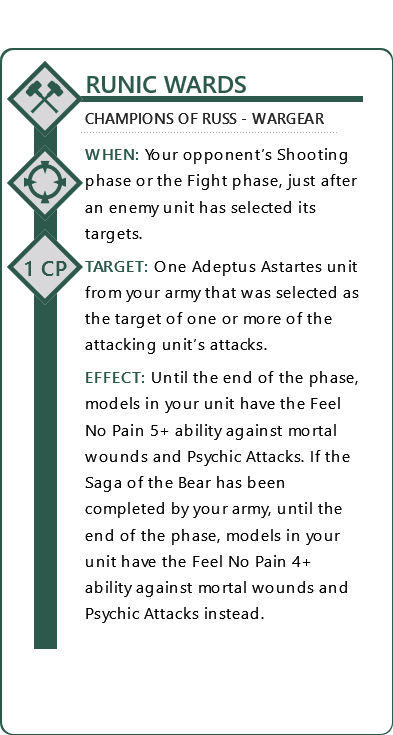 RUNIC WARDS
CHAMPIONS OF RUSS - WARGEAR
WHEN: Your opponent's Shooting
phase or the Fight phase, just after
an enemy unit has selected its
targets.
1 CP
TARGET: One Adeptus Astartes unit
from your army that was selected as
the target of one or more of the
attacking unit's attacks.
EFFECT: Until the end of the phase,
models in your unit have the Feel
No Pain 5+ ability against mortal
wounds and Psychic Attacks. If the
Saga of the Bear has been
completed by your army, until the
end of the phase, models in your
unit have the Feel No Pain 4+
ability against mortal wounds and
Psychic Attacks instead.